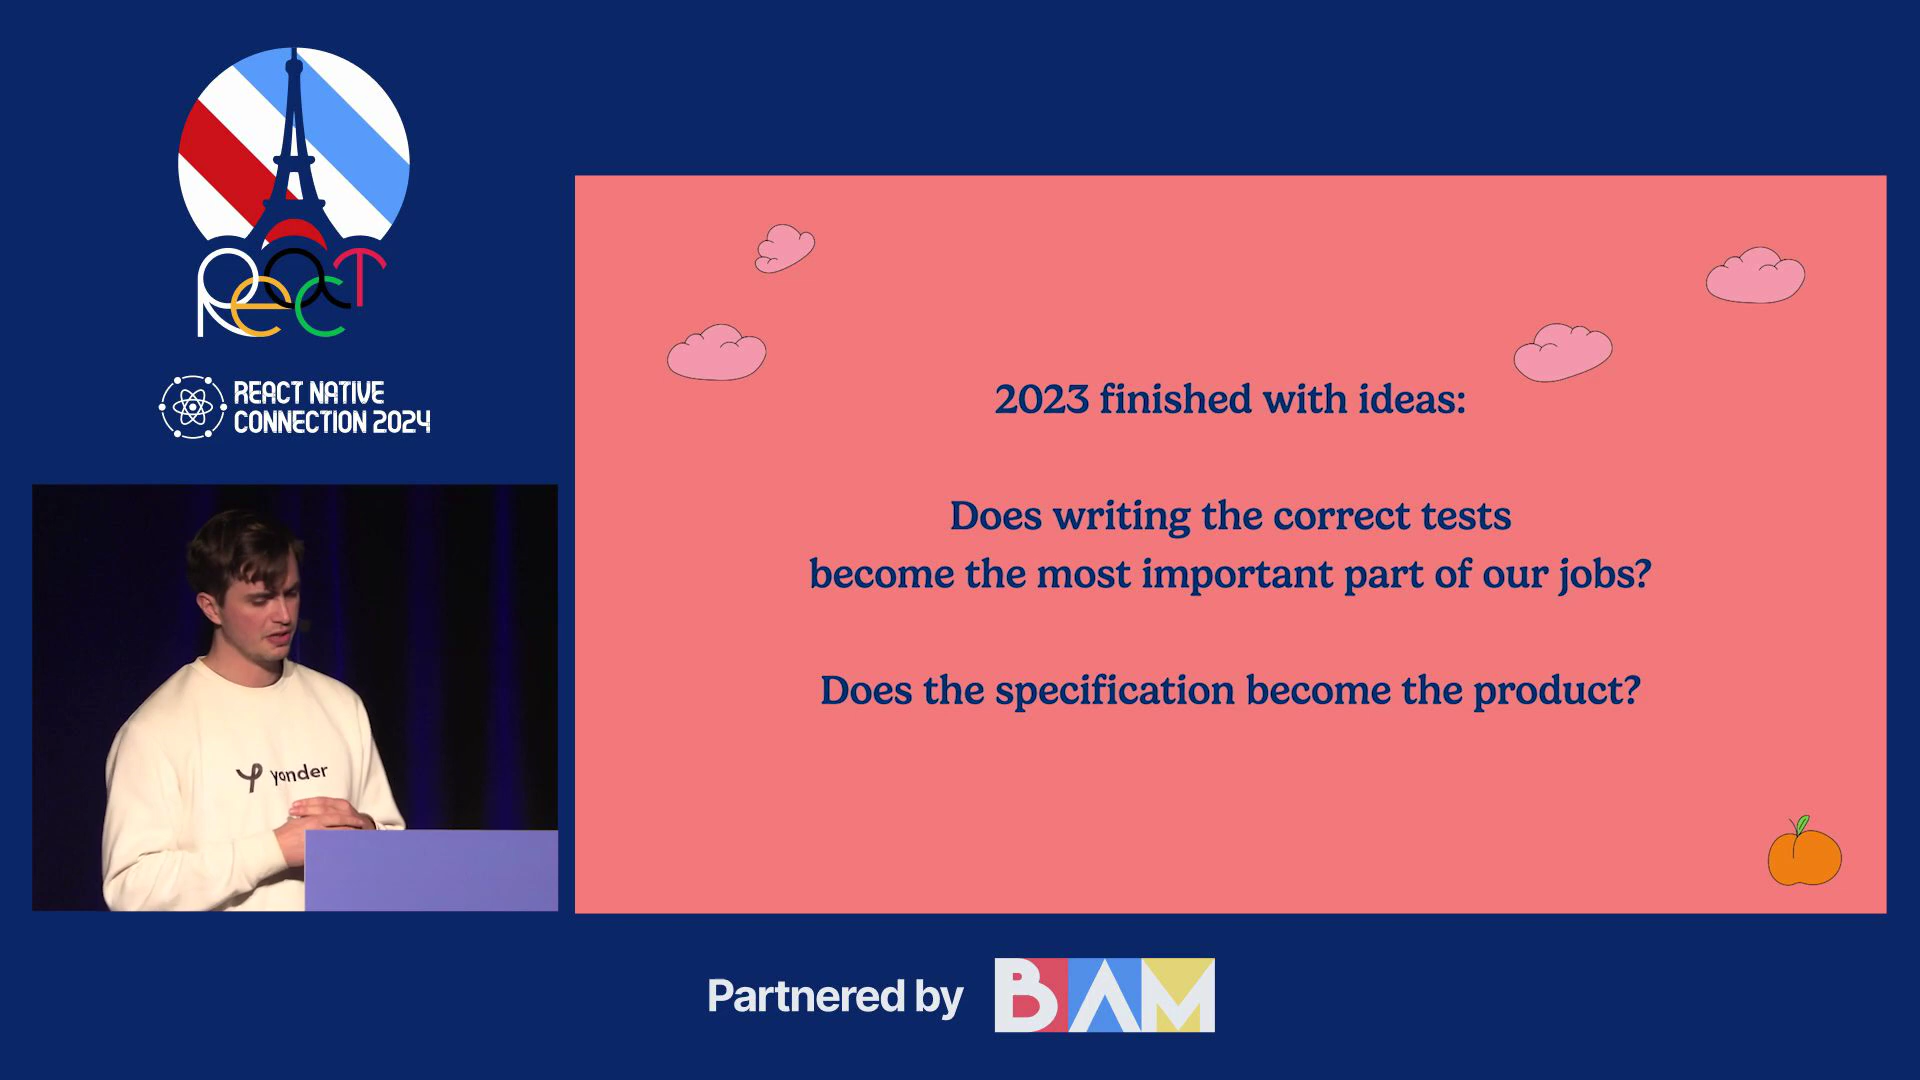 React
REACT NATIVE
CONNECTION 2024
yonder
2023 finished with ideas:
Does writing the correct tests
become the most important part of our jobs?
Does the specification become the product?
Partnered by
BAM